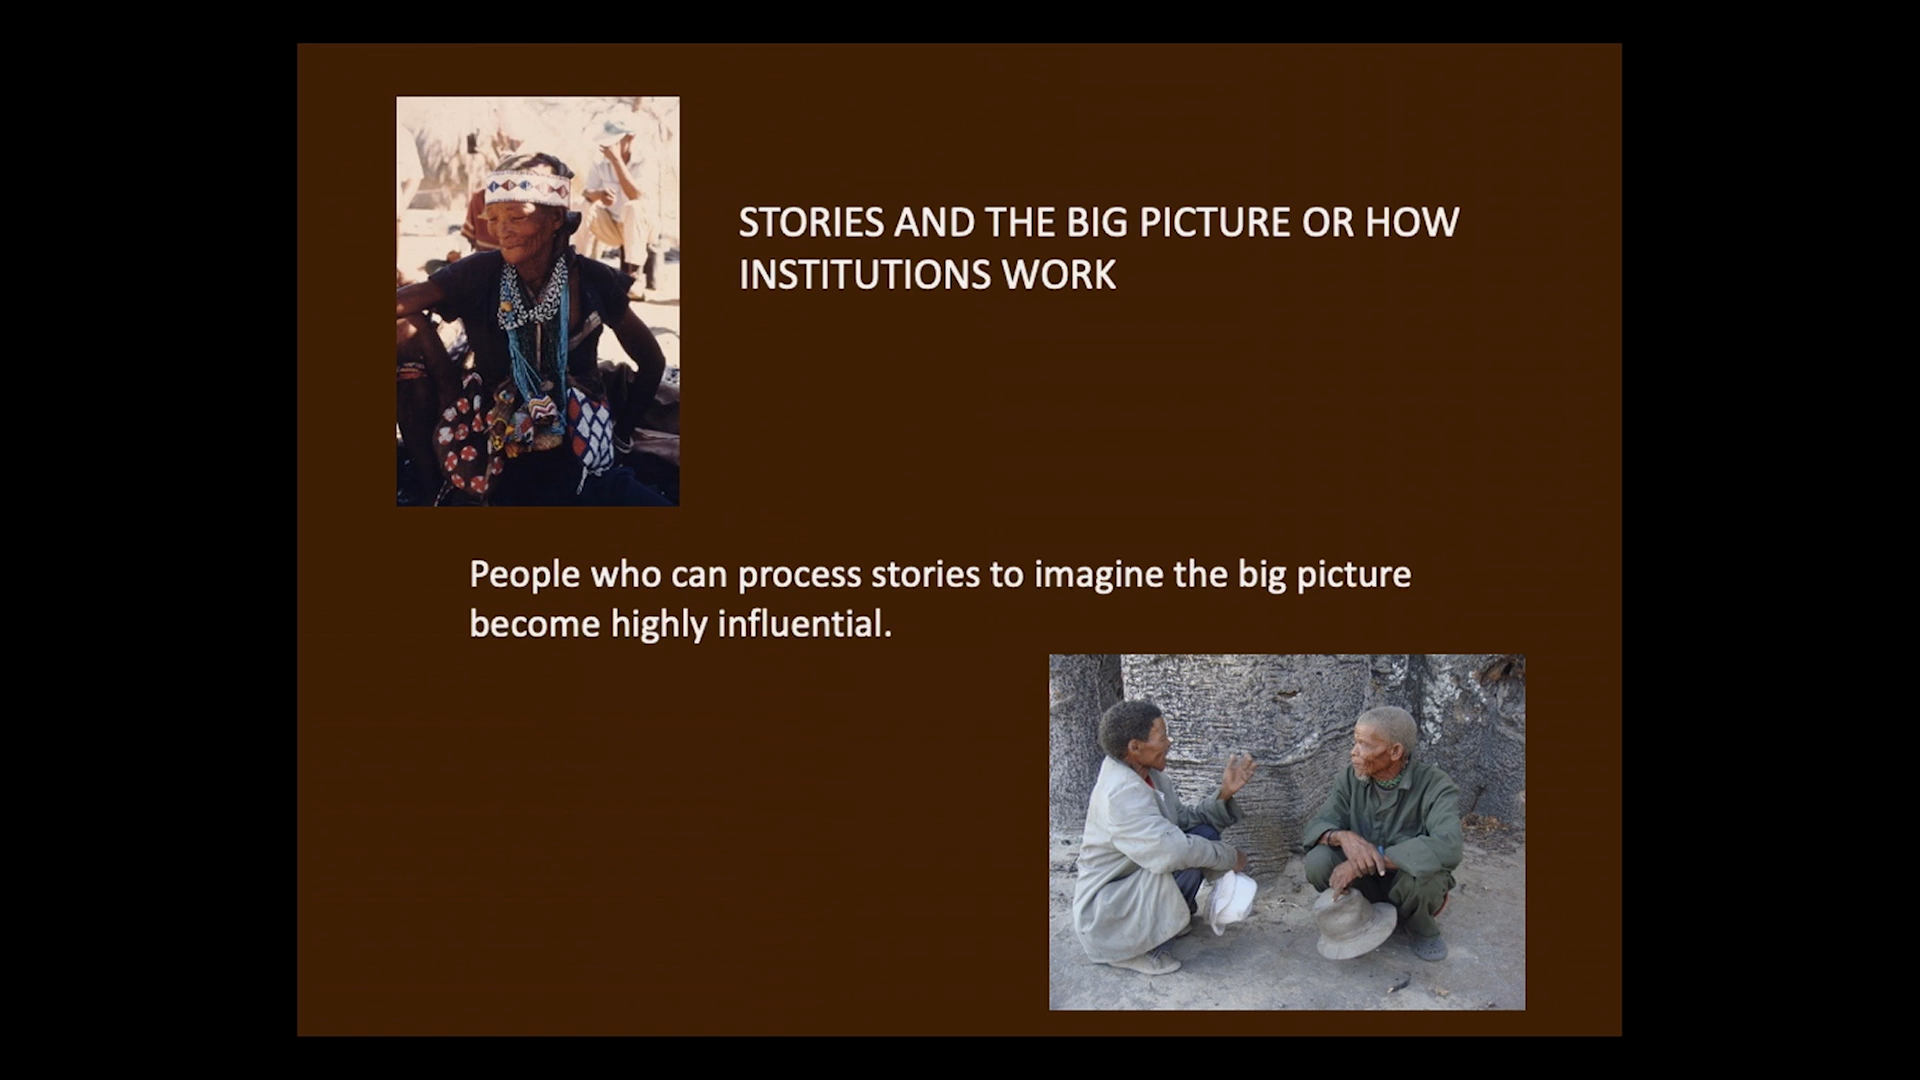 STORIES AND THE BIG PICTURE OR HOW
INSTITUTIONS WORK
People who can process stories to imagine the big picture
become highly influential.